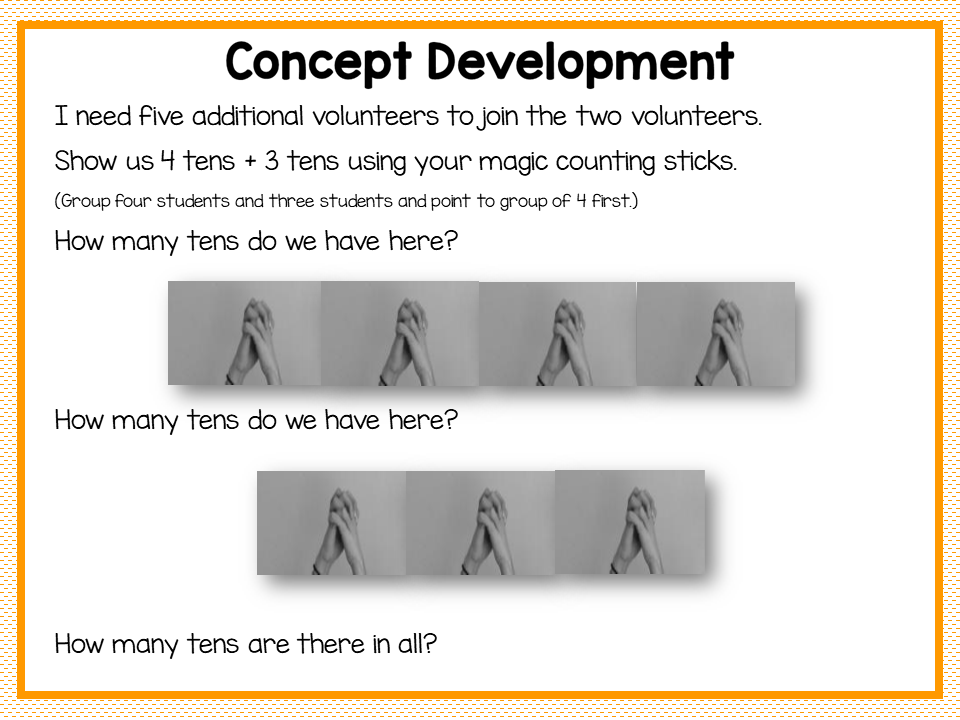 Concept Development
I need five additional volunteers to join the two volunteers.
Show us 4 tens + 3 tens using your magic counting sticks.
(Group four students and three students and point to group of 4 first.)
How many tens do we have here?
How many tens do we have here?
How many tens are there in all?